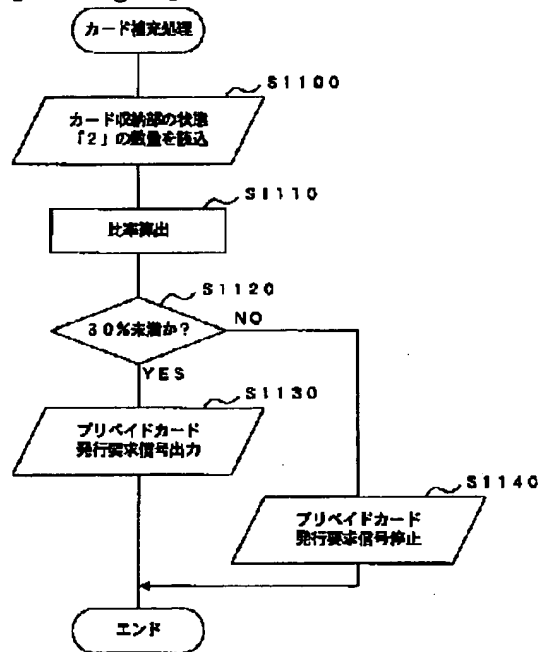 カード補充処理
S1100
カード収納部の状態
「2」の数量を読込
S1110
比率算出
S1120
30%未満か?
NO
YES
S1130
プリペイドカード
発行要求信号出力
S1140
プリペイドカード
発行要求信号停止
エンド